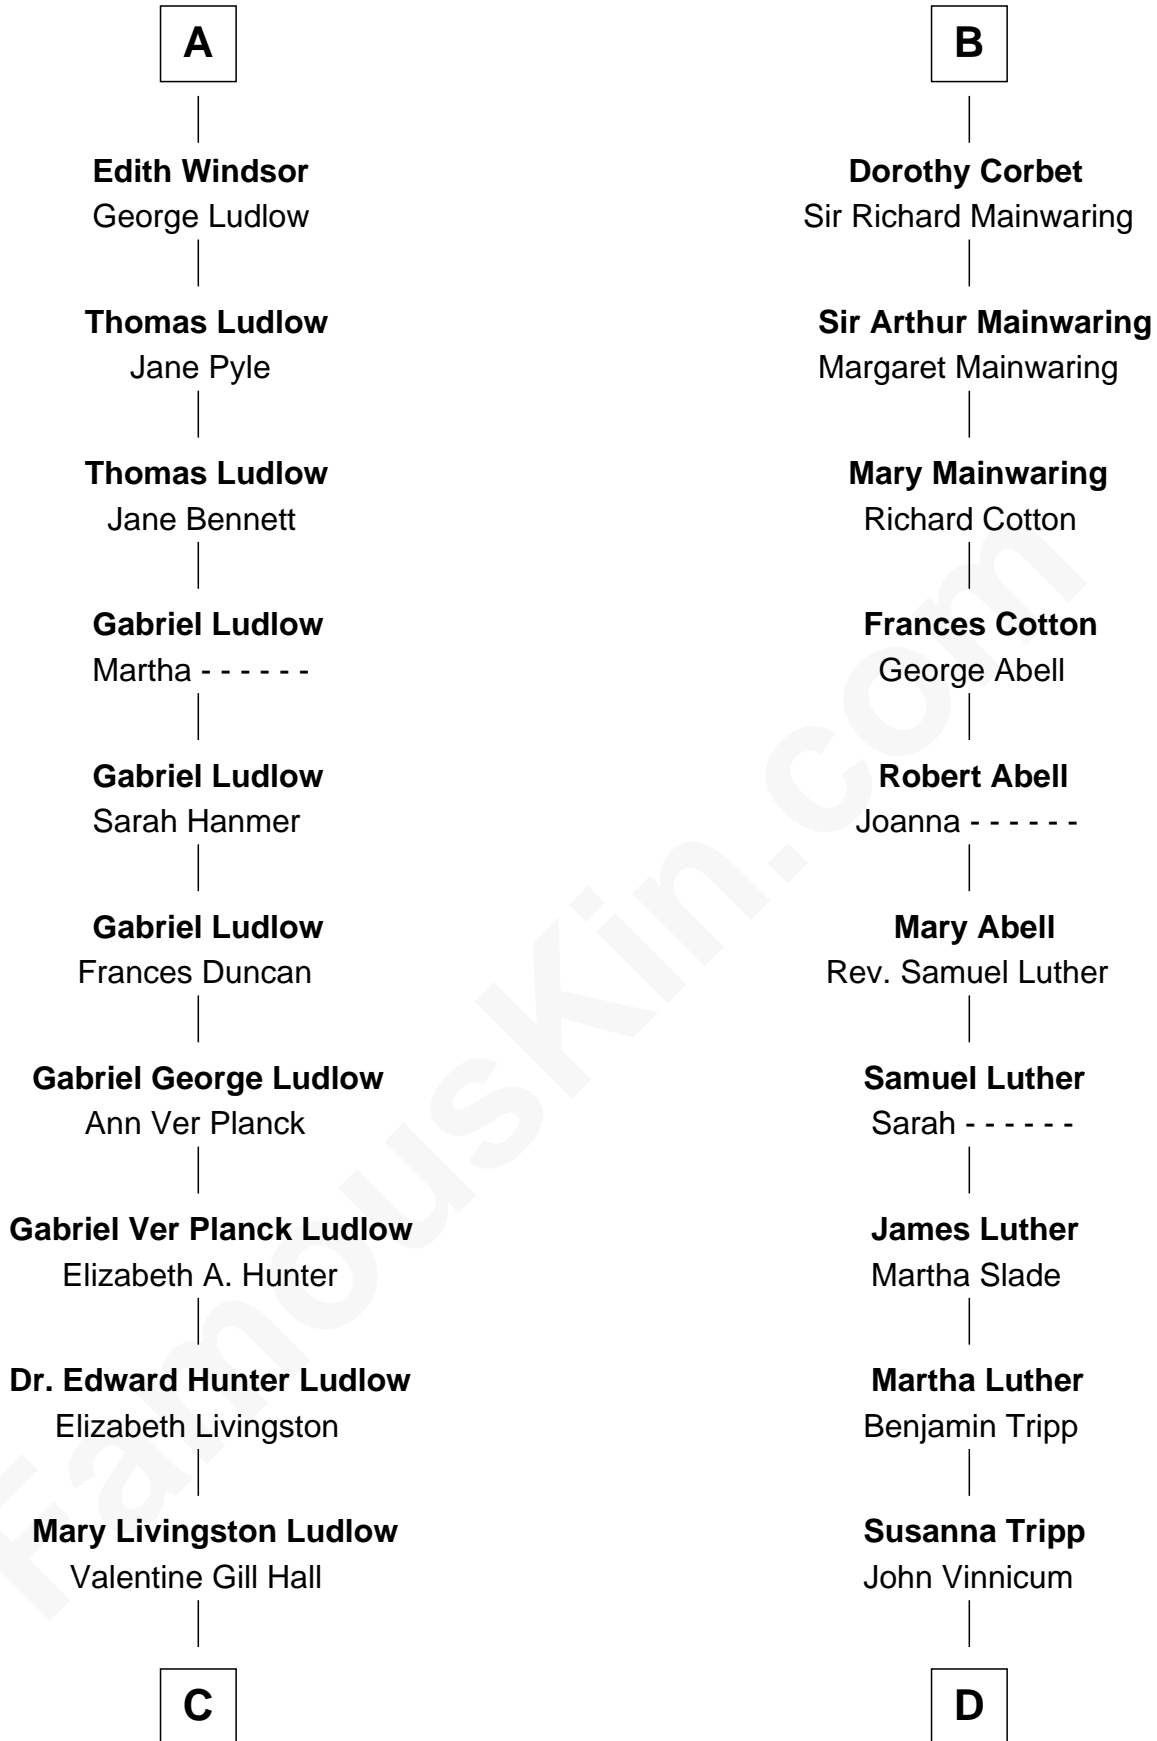 A
Edith Windsor
George Ludlow
Thomas Ludlow
Jane Pyle
Thomas Ludlow
Jane Bennett
Gabriel Ludlow
Martha - - - - - -
Gabriel Ludlow
Sarah Hanmer
Gabriel Ludlow
Frances Duncan
Gabriel George Ludlow
Ann Ver Planck
Gabriel Ver Planck Ludlow
Elizabeth A. Hunter
Dr. Edward Hunter Ludlow
Elizabeth Livingston
Mary Livingston Ludlow
Valentine Gill Hall
C
B
Dorothy Corbet
Sir Richard Mainwaring
Sir Arthur Mainwaring
Margaret Mainwaring
Mary Mainwaring
Richard Cotton
Frances Cotton
George Abell
Robert Abell
Joanna - - - - - -
Mary Abell
Rev. Samuel Luther
Samuel Luther
Sarah - - - - - -
James Luther
Martha Slade
Martha Luther
Benjamin Tripp
Susanna Tripp
John Vinnicum
D
FamousKin.com